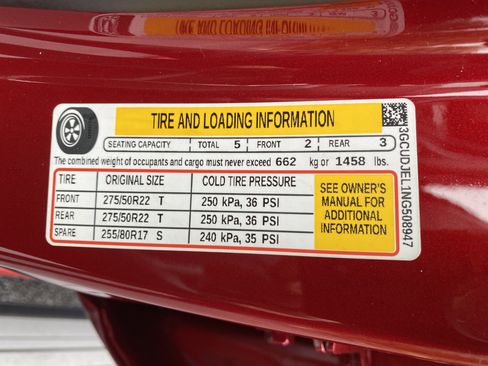 TIRE AND LOADING INFORMATION
SEATING CAPACITY TOTAL 5 FRONT 2 REAR 3
The combined weight of occupants and cargo must never exceed 662 kg or 1458 lbs.
TIRE ORIGINAL SIZE COLD TIRE PRESSURE
FRONT 275/50R22 T 250 kPa, 36 PSI
REAR 275/50R22 T 250 kPa, 36 PSI
SPARE 255/80R17 S 240 kPa, 35 PSI
SEE OWNER'S
MANUAL FOR
ADDITIONAL
INFORMATION
3GCUDJEL1NG508947